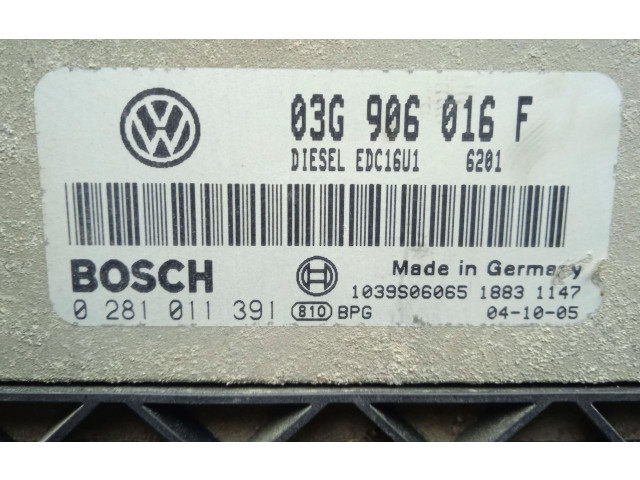 03G 906 016 F
DIESEL EDC16U1 6201
BOSCH
Made in Germany
1039S06065 1883 1147
0 281 011 391 810 BPG 04-10-05